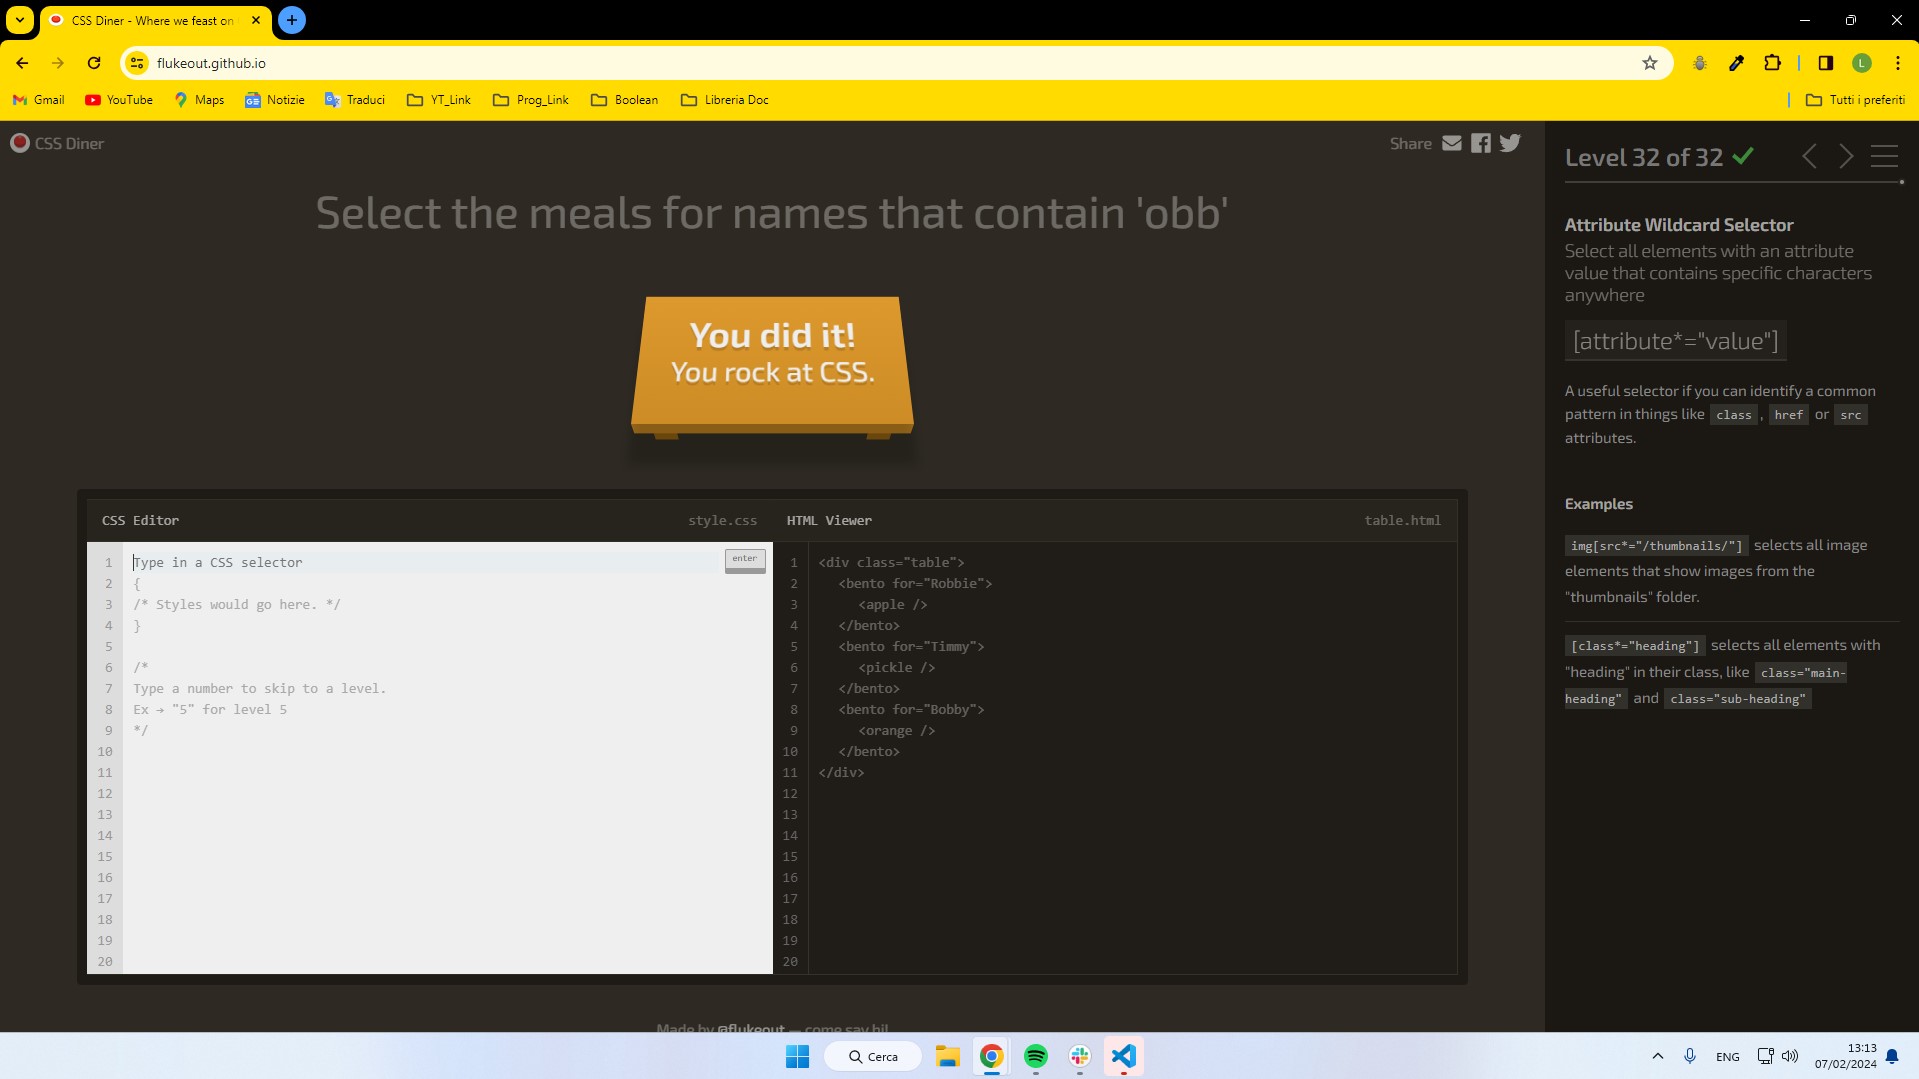 CSS Diner - Where we feast on
flukeout.github.io
L
Gmail YouTube Maps Notizie Traduci YT_Link Prog_Link Boolean Libreria Doc Tutti i preferiti
CSS Diner
Share
Select the meals for names that contain 'obb'
You did it!
You rock at CSS.
CSS Editor style.css
enter
1 Type in a CSS selector
2 {
3 /* Styles would go here. */
4 }
5
6 /*
7 Type a number to skip to a level.
8 Ex → "5" for level 5
9 */
10
11
12
13
14
15
16
17
18
19
20
HTML Viewer table.html
1 <div class="table">
2 <bento for="Robbie">
3 <apple />
4 </bento>
5 <bento for="Timmy">
6 <pickle />
7 </bento>
8 <bento for="Bobby">
9 <orange />
10 </bento>
11 </div>
12
13
14
15
16
17
18
19
20
Made by @flukeout — come say hi!
Level 32 of 32
Attribute Wildcard Selector
Select all elements with an attribute
value that contains specific characters
anywhere
[attribute*="value"]
A useful selector if you can identify a common
pattern in things like class, href or src
attributes.
Examples
img[src*="/thumbnails/"] selects all image
elements that show images from the
"thumbnails" folder.
[class*="heading"] selects all elements with
"heading" in their class, like class="main-
heading" and class="sub-heading"
Cerca
ENG
13:13
07/02/2024